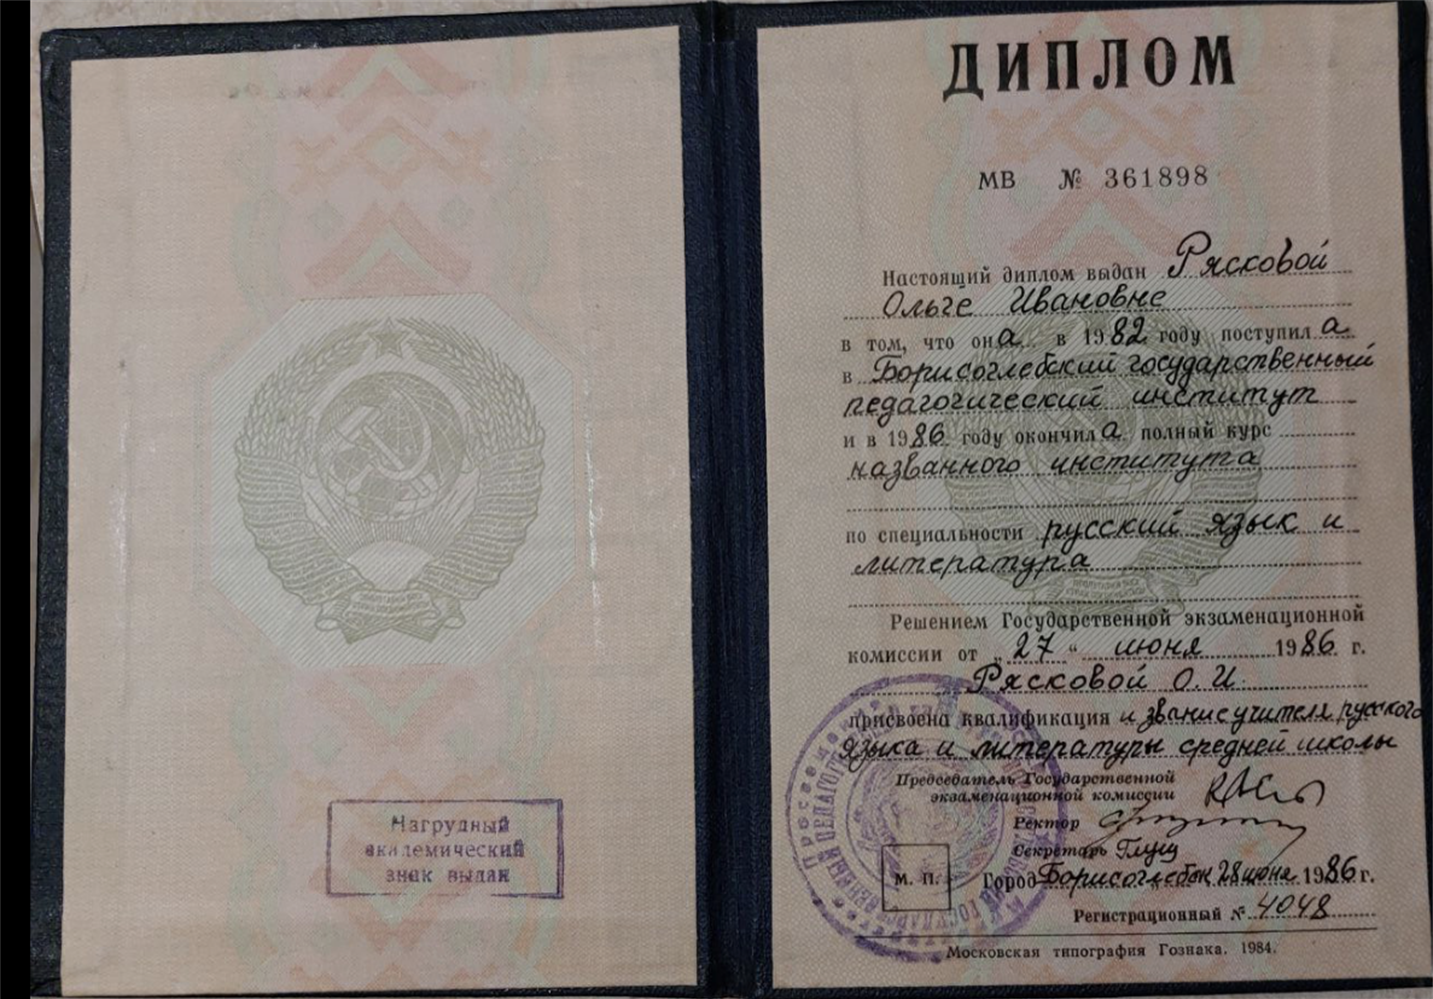 Нагрудный
академический
знак выдан
ДИПЛОМ
МВ № 361898
Настоящий диплом выдан Рясковой
Ольге Ивановне
в том, что она в 1982 году поступила
в Борисоглебский государственный
педагогический институт
и в 1986 году окончила полный курс
названного института
по специальности русский язык и
литература
Решением Государственной экзаменационной
комиссии от „27“ июня 1986 г.
Рясковой О.И.
присвоена квалификация и звание учителя русского
языка и литературы средней школы
Председатель Государственной
экзаменационной комиссии
Ректор
Секретарь
М. П. Город Борисоглебск 28 июня 1986 г.
Регистрационный № 4048
Московская типография Гознака. 1984.